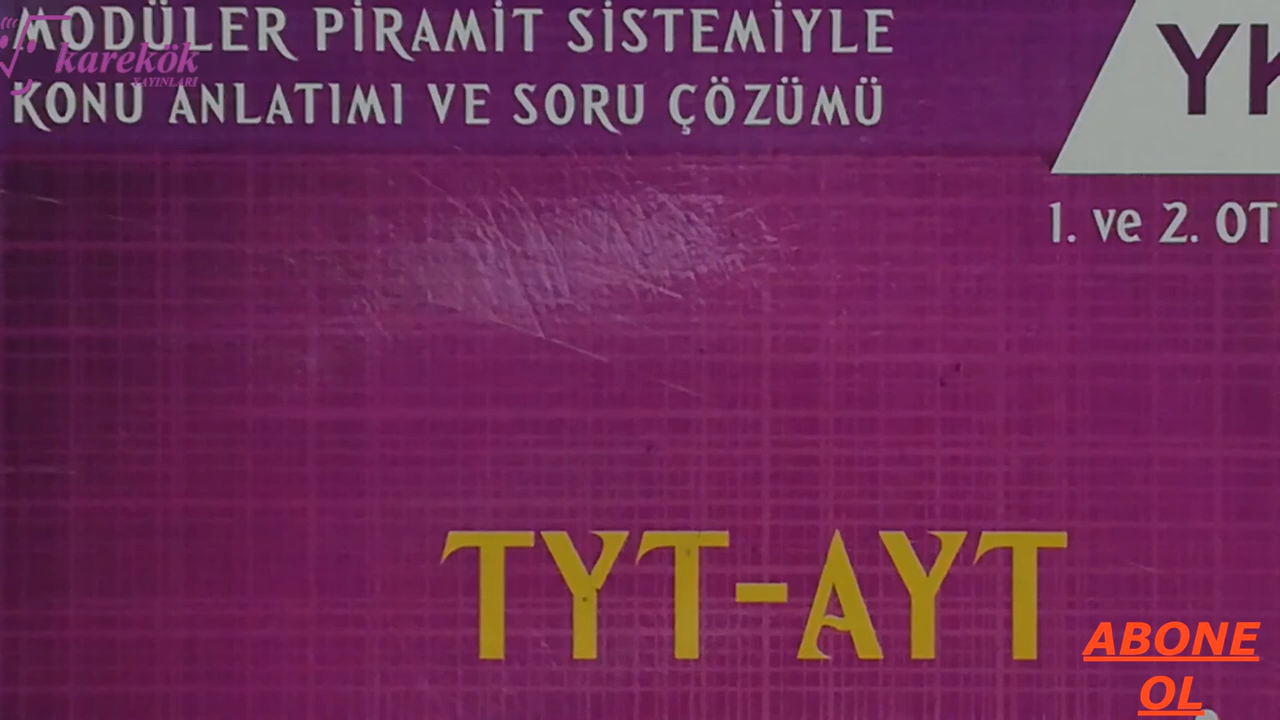 MODÜLER PİRAMİT SİSTEMİYLE
karekök
YAYINLARI
KONU ANLATIMI VE SORU ÇÖZÜMÜ
1. ve 2. OT
TYT-AYT
ABONE
OL